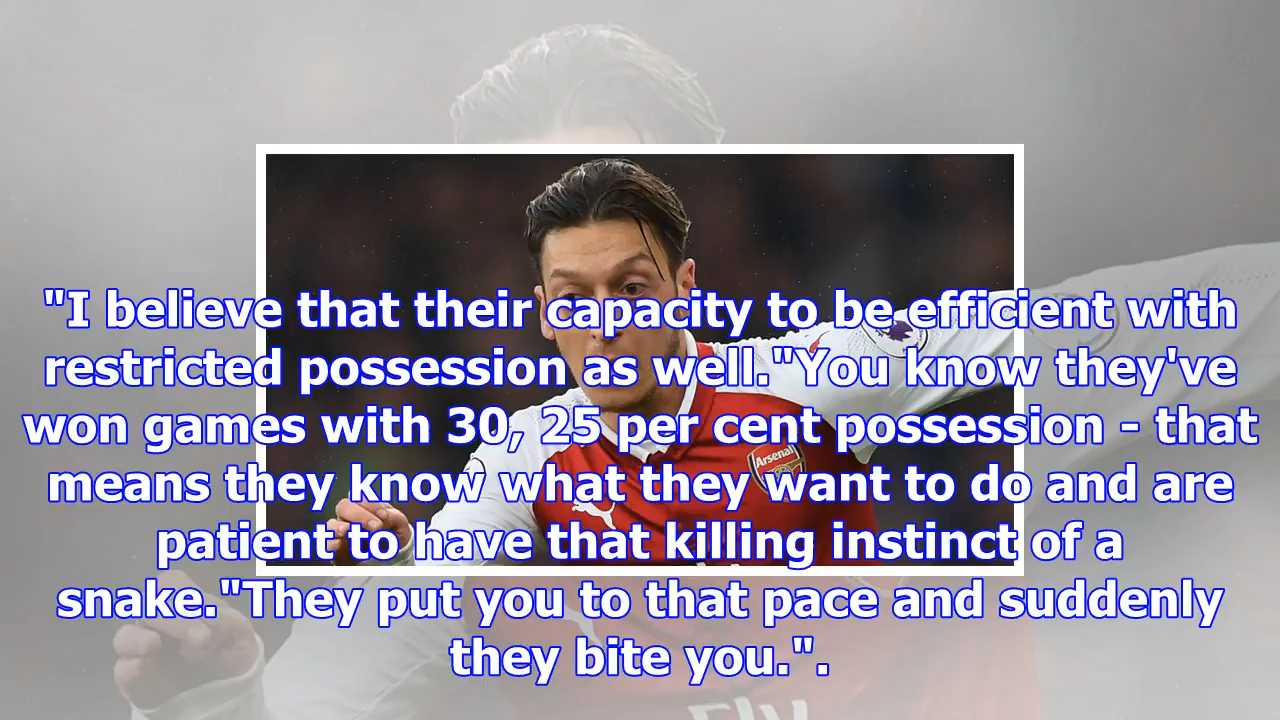 "I believe that their capacity to be efficient with
restricted possession as well."You know they've
won games with 30, 25 per cent possession - that
means they know what they want to do and are
patient to have that killing instinct of a
snake."They put you to that pace and suddenly
they bite you.".
Arsenal
Fly